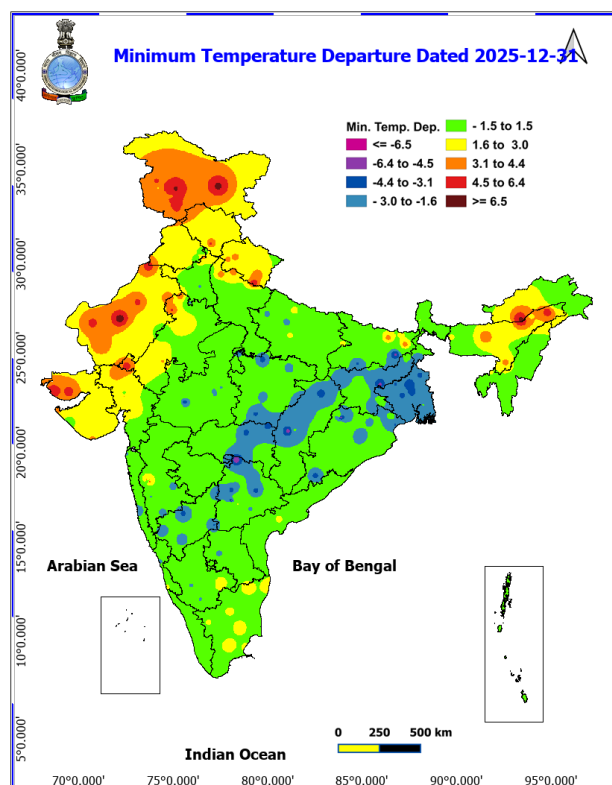 Minimum Temperature Departure Dated 2025-12-31
Min. Temp. Dep.
<= -6.5
-6.4 to -4.5
-4.4 to -3.1
- 3.0 to -1.6
- 1.5 to 1.5
1.6 to 3.0
3.1 to 4.4
4.5 to 6.4
>= 6.5
40°0.000'
35°0.000'
30°0.000'
25°0.000'
20°0.000'
15°0.000'
10°0.000'
5°0.000'
Arabian Sea
Bay of Bengal
Indian Ocean
0 250 500 km
70°0.000' 75°0.000' 80°0.000' 85°0.000' 90°0.000' 95°0.000'